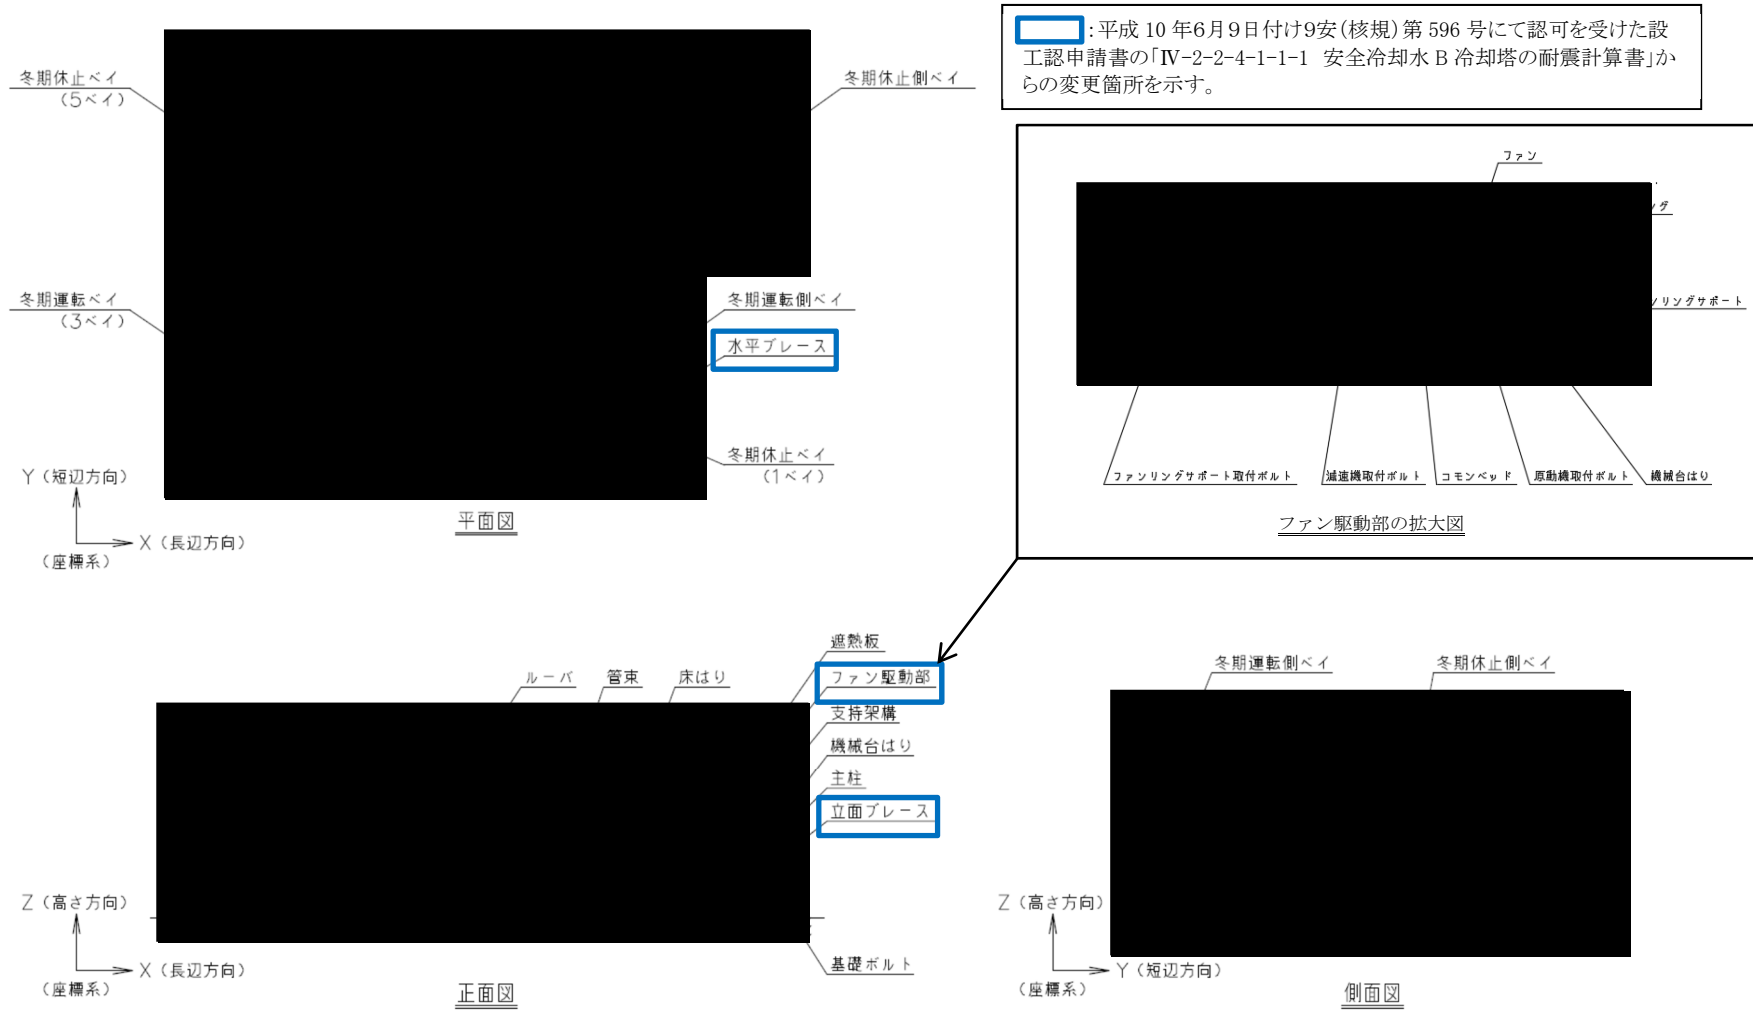 ：平成 10 年6月9日付け9安(核規)第 596 号にて認可を受けた設
工認申請書の「Ⅳ-2-2-4-1-1-1　安全冷却水 B 冷却塔の耐震計算書」か
らの変更箇所を示す。
冬期休止ベイ
(5ベイ)
冬期休止側ベイ
冬期運転ベイ
(3ベイ)
冬期運転側ベイ
水平ブレース
冬期休止ベイ
(1ベイ)
Y (短辺方向)
X (長辺方向)
(座標系)
平面図
ファン
グ
リングサポート
ファンリングサポート取付ボルト
減速機取付ボルト
コモンベッド
原動機取付ボルト
機械台はり
ファン駆動部の拡大図
ルーバ
管束
床はり
遮熱板
ファン駆動部
支持架構
機械台はり
主柱
立面ブレース
基礎ボルト
Z (高さ方向)
X (長辺方向)
(座標系)
正面図
冬期運転側ベイ
冬期休止側ベイ
Z (高さ方向)
Y (短辺方向)
(座標系)
側面図